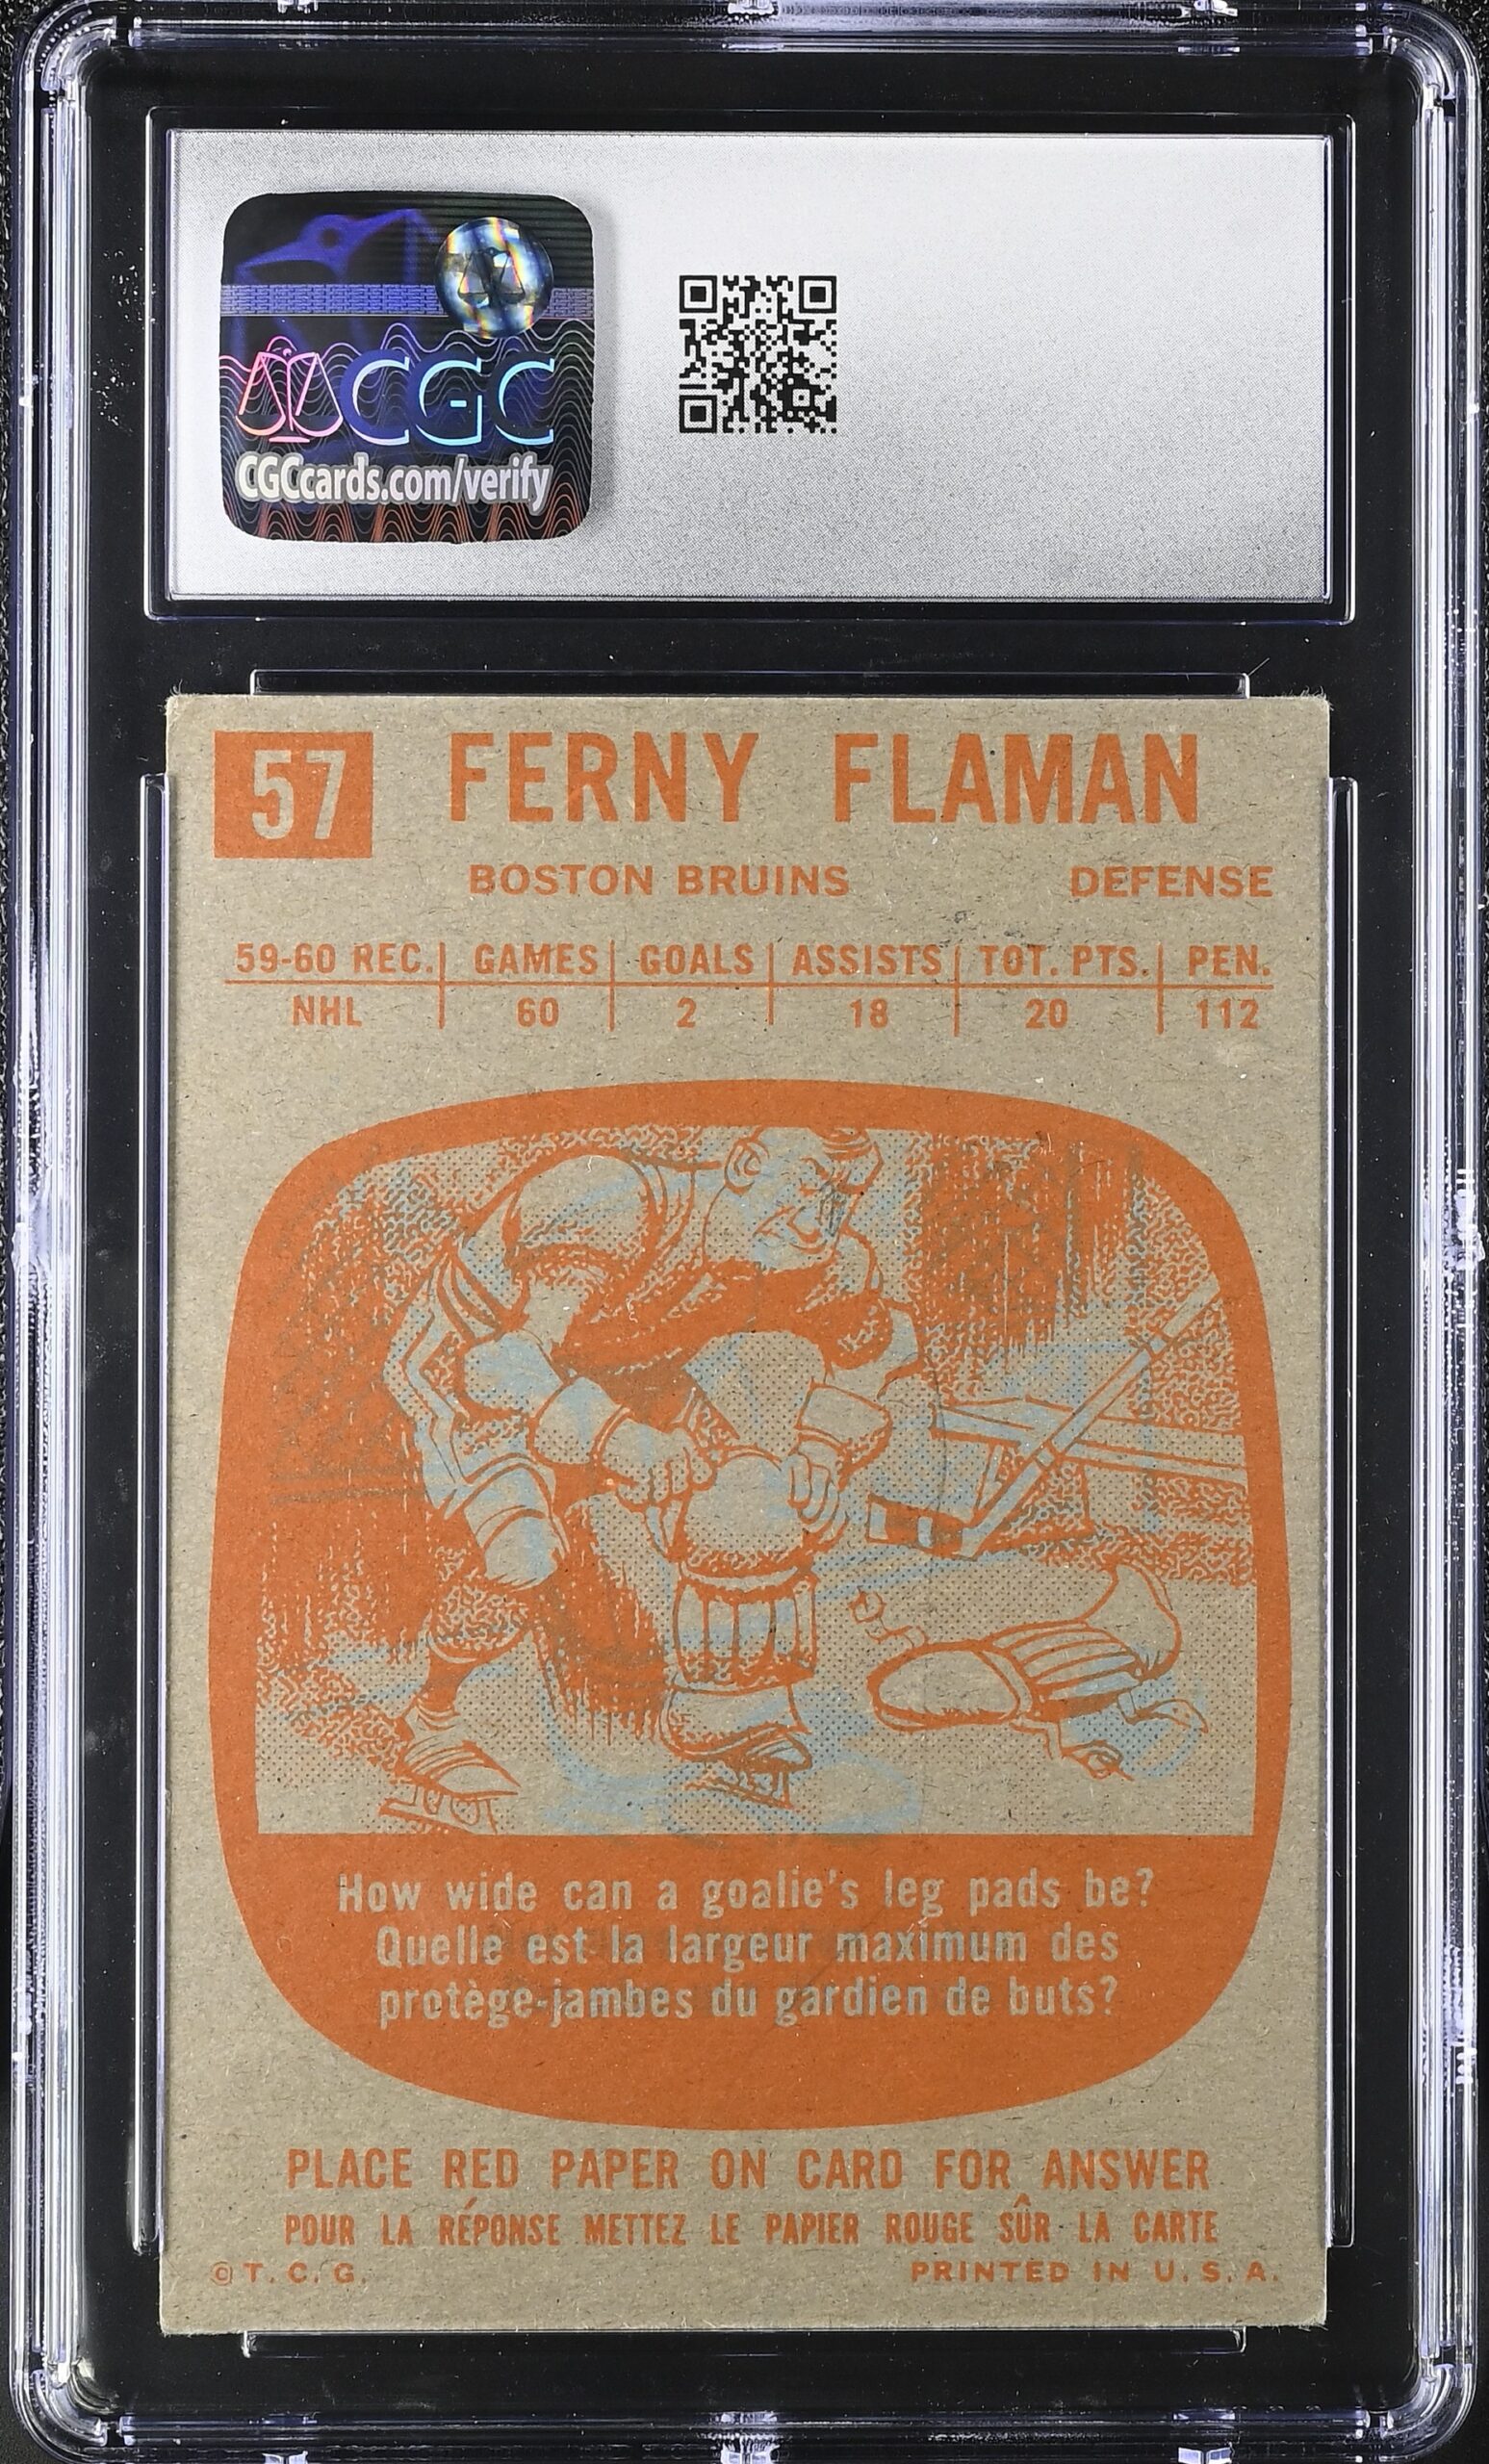 CGC
CGCcards.com/verify
57 FERNY FLAMAN
BOSTON BRUINS DEFENSE
59-60 REC. GAMES GOALS ASSISTS TOT. PTS. PEN.
NHL 60 2 18 20 112
How wide can a goalie's leg pads be?
Quelle est la largeur maximum des
protège-jambes du gardien de buts?
PLACE RED PAPER ON CARD FOR ANSWER
POUR LA RÉPONSE METTEZ LE PAPIER ROUGE SÛR LA CARTE
© T. C. G. PRINTED IN U. S. A.